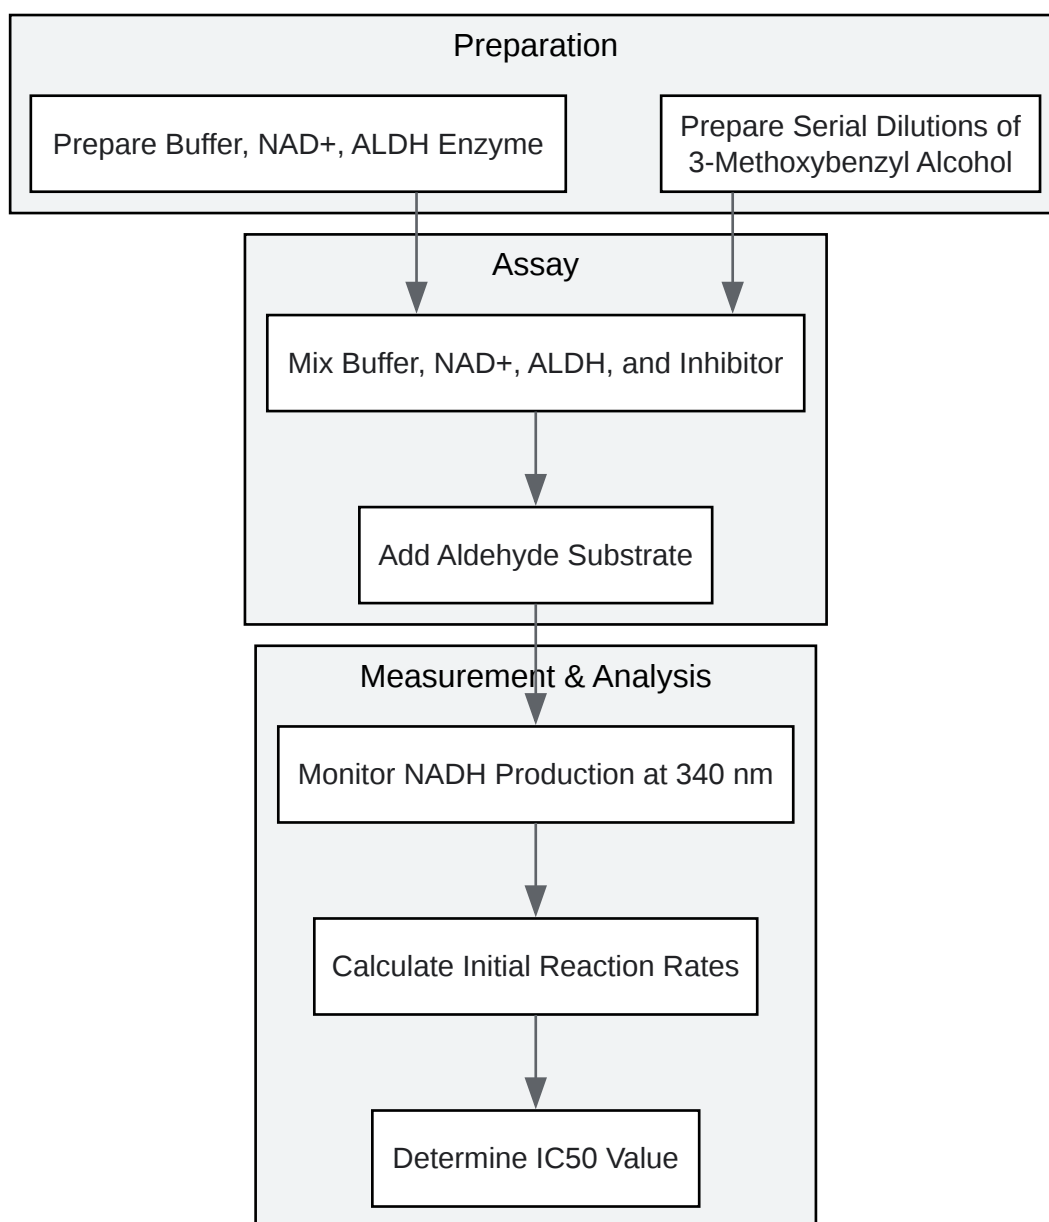 Preparation
Prepare Buffer, NAD+, ALDH Enzyme
Prepare Serial Dilutions of
3-Methoxybenzyl Alcohol
Assay
Mix Buffer, NAD+, ALDH, and Inhibitor
Add Aldehyde Substrate
Measurement & Analysis
Monitor NADH Production at 340 nm
Calculate Initial Reaction Rates
Determine IC50 Value